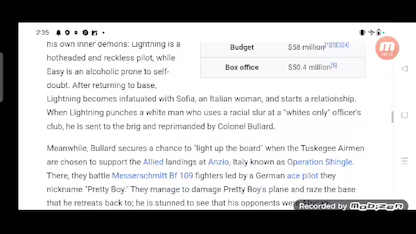 2:35
his own inner demons: Lightning is a
hotheaded and reckless pilot, while
Easy is an alcoholic prone to self-
doubt. After returning to base,
Budget $58 million[1][2][3][4]
Box office $50.4 million[5]
Lightning becomes infatuated with Sofia, an Italian woman, and starts a relationship.
When Lightning punches a white man who uses a racial slur at a "whites only" officer's
club, he is sent to the brig and reprimanded by Colonel Bullard.
Meanwhile, Bullard secures a chance to "light up the board" when the Tuskegee Airmen
are chosen to support the Allied landings at Anzio, Italy known as Operation Shingle.
There, they battle Messerschmitt Bf 109 fighters led by a German ace pilot they
nickname "Pretty Boy." They manage to damage Pretty Boy's plane and raze the base
that he retreats back to; he is stunned to see that his opponents were
Recorded by Mobizen